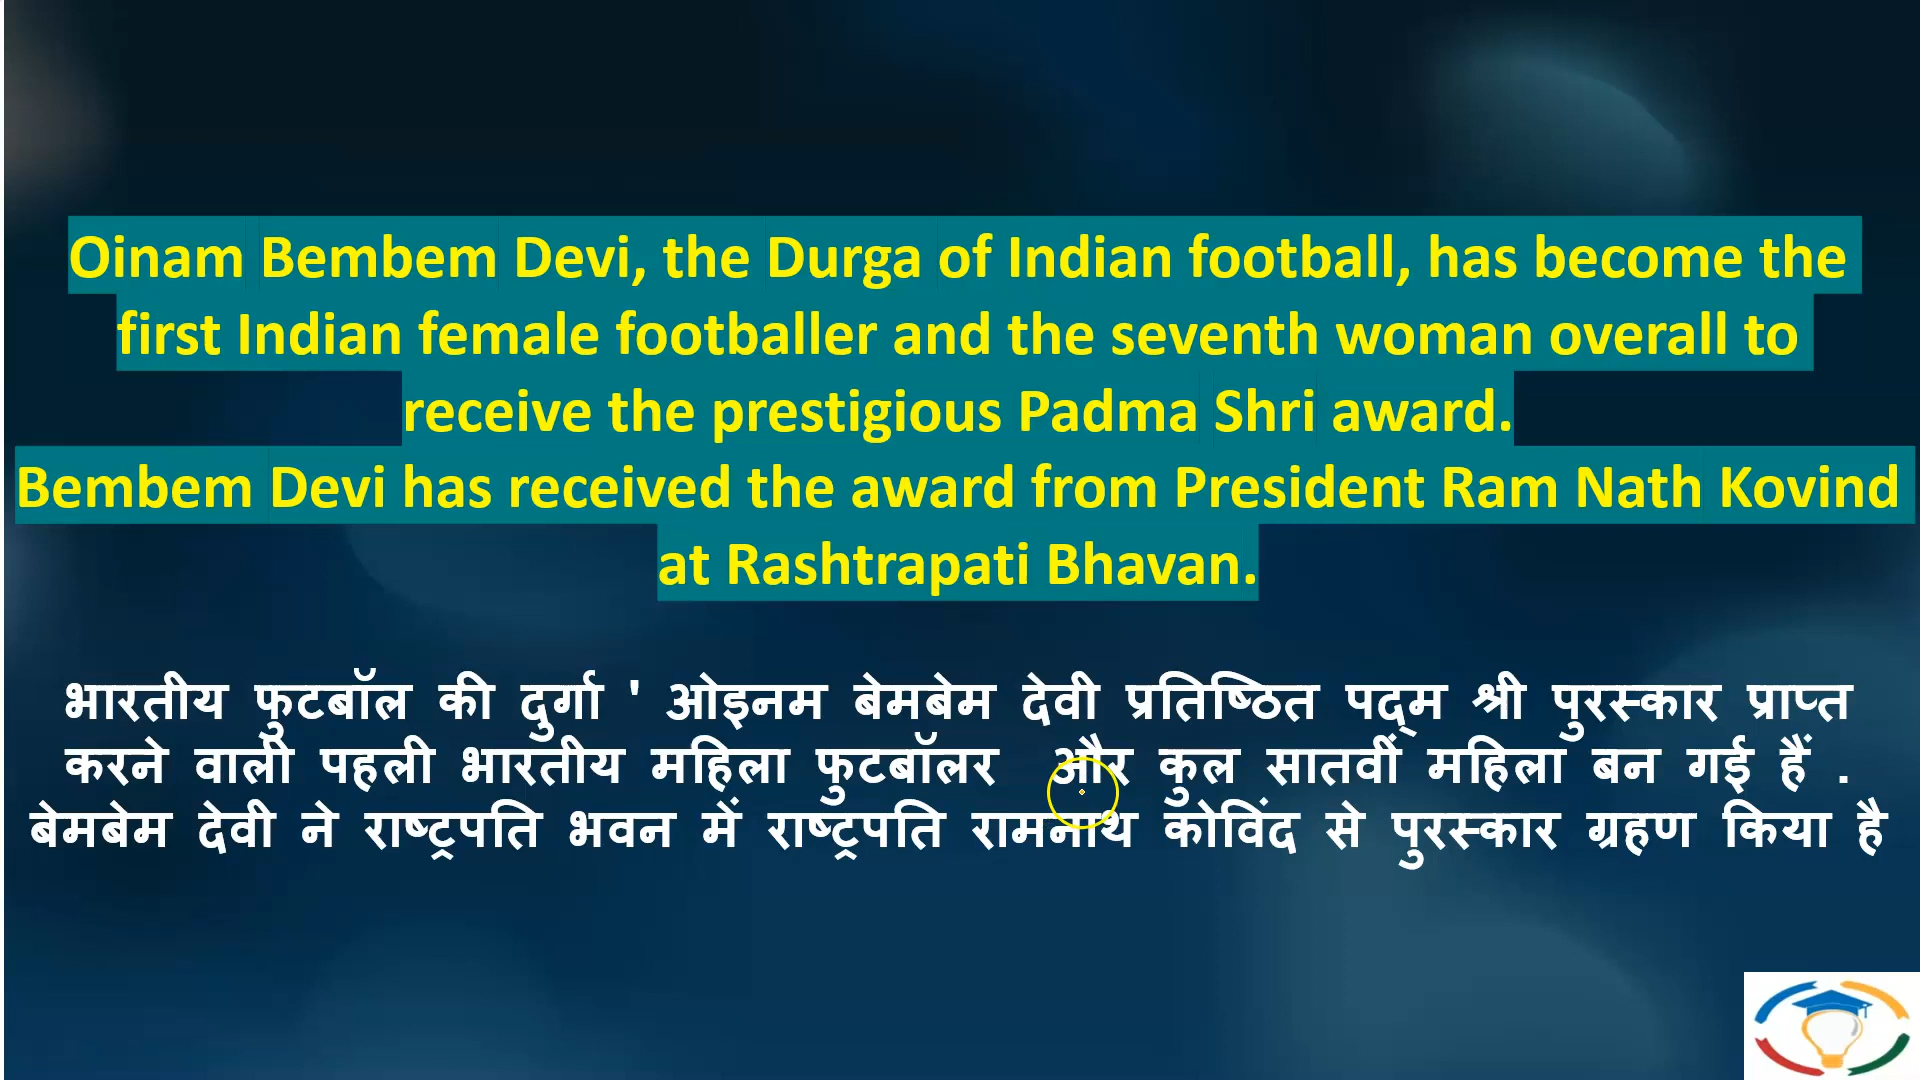 Oinam Bembem Devi, the Durga of Indian football, has become the
first Indian female footballer and the seventh woman overall to
receive the prestigious Padma Shri award.
Bembem Devi has received the award from President Ram Nath Kovind
at Rashtrapati Bhavan.
भारतीय फुटबॉल की दुर्गा ' ओइनम बेमबेम देवी प्रतिष्ठित पद्म श्री पुरस्कार प्राप्त
करने वाली पहली भारतीय महिला फुटबॉलर और कुल सातवीं महिला बन गई हैं .
बेमबेम देवी ने राष्ट्रपति भवन में राष्ट्रपति रामनाथ कोविंद से पुरस्कार ग्रहण किया है